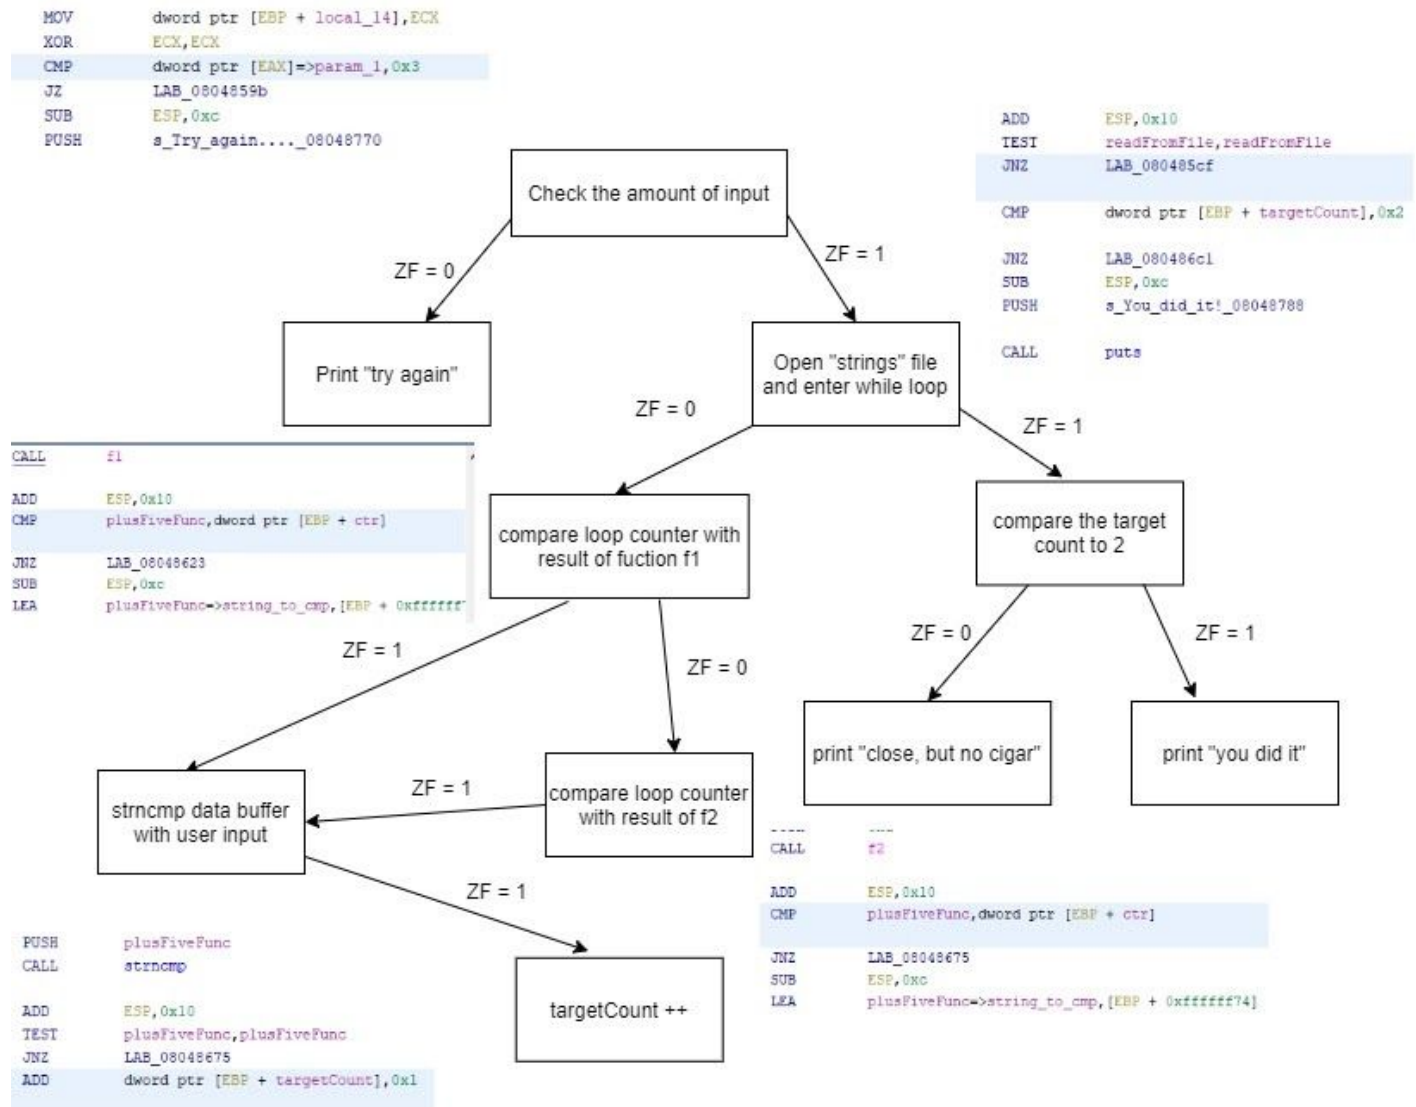 MOV dword ptr [EBP + local_14],ECX
XOR ECX,ECX
CMP dword ptr [EAX]=>param_1,0x3
JZ LAB_0804859b
SUB ESP,0xc
PUSH s_Try_again...._08048770
ADD ESP,0x10
TEST readFromFile,readFromFile
JNZ LAB_080485cf
CMP dword ptr [EBP + targetCount],0x2
JNZ LAB_080486c1
SUB ESP,0xc
PUSH s_You_did_it!_08048788
CALL puts
Check the amount of input
ZF = 0
ZF = 1
Print "try again"
Open "strings" file
and enter while loop
ZF = 0
ZF = 1
CALL f1
ADD ESP,0x10
CMP plusFiveFunc,dword ptr [EBP + ctr]
JNZ LAB_08048623
SUB ESP,0xc
LEA plusFiveFunc=>string_to_cmp,[EBP + 0xffffff
compare loop counter with
result of fuction f1
compare the target
count to 2
ZF = 1
ZF = 0
ZF = 0
ZF = 1
strncmp data buffer
with user input
ZF = 1
compare loop counter
with result of f2
print "close, but no cigar"
print "you did it"
ZF = 1
targetCount ++
CALL f2
ADD ESP,0x10
CMP plusFiveFunc,dword ptr [EBP + ctr]
JNZ LAB_08048675
SUB ESP,0xc
LEA plusFiveFunc=>string_to_cmp,[EBP + 0xffffff74]
PUSH plusFiveFunc
CALL strncmp
ADD ESP,0x10
TEST plusFiveFunc,plusFiveFunc
JNZ LAB_08048675
ADD dword ptr [EBP + targetCount],0x1